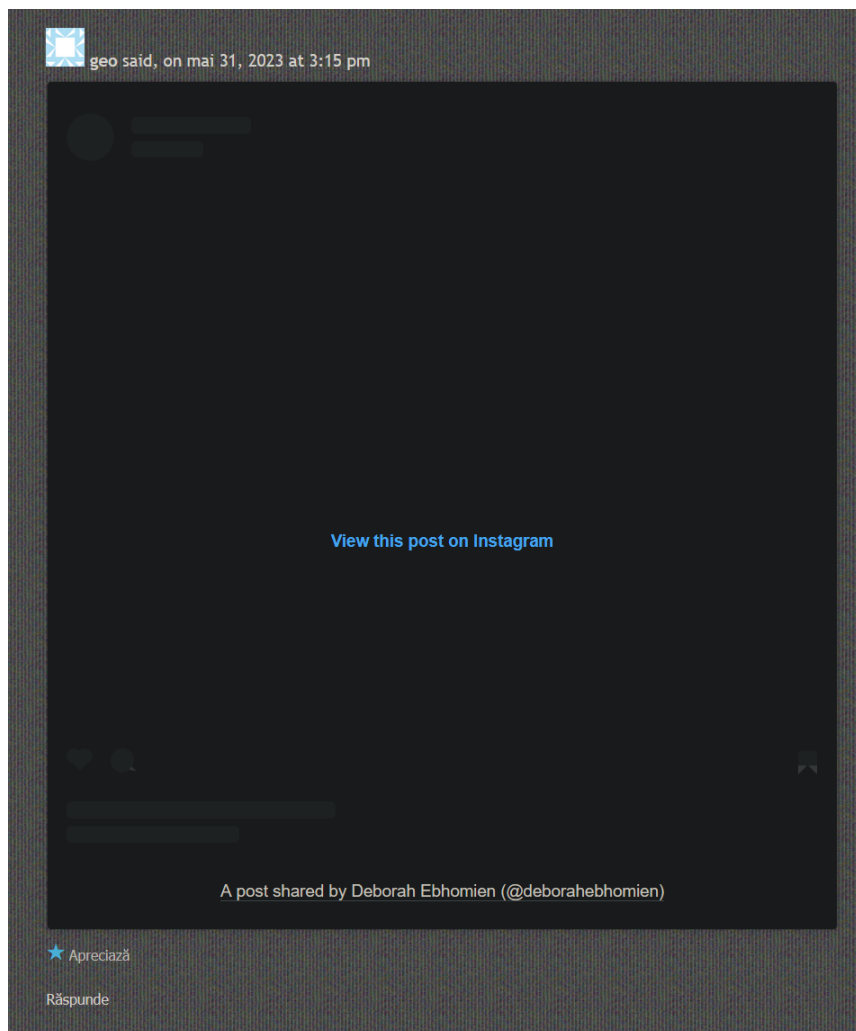 geo said, on mai 31, 2023 at 3:15 pm
View this post on Instagram
A post shared by Deborah Ebhomien (@deborahebhomien)
Apreciază
Răspunde